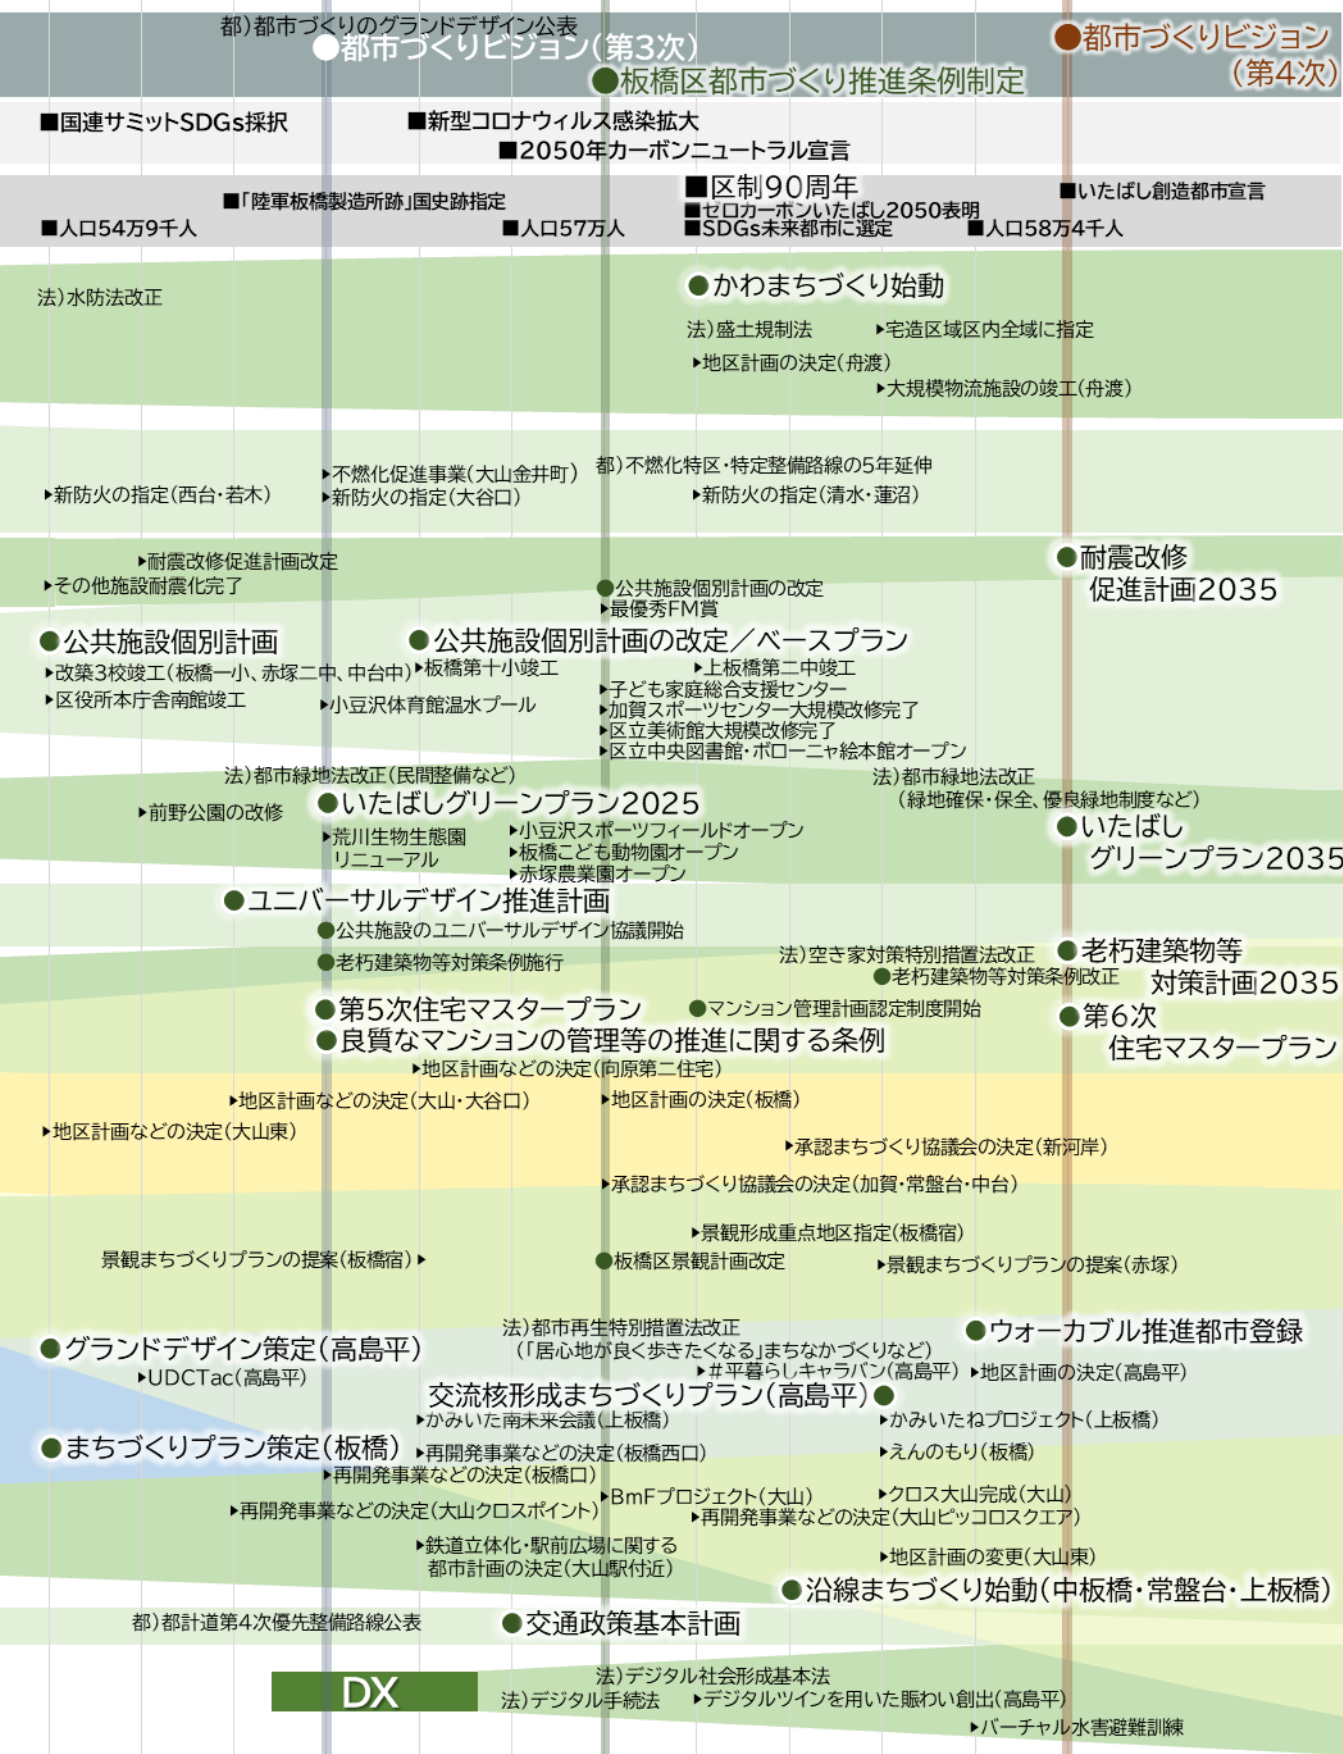 都）都市づくりのグランドデザイン公表
●都市づくりビジョン（第3次）
●都市づくりビジョン
（第4次）
●板橋区都市づくり推進条例制定
■国連サミットSDGs採択
■新型コロナウィルス感染拡大
■2050年カーボンニュートラル宣言
■区制90周年
■いたばし創造都市宣言
■「陸軍板橋製造所跡」国史跡指定
■ゼロカーボンいたばし2050表明
■人口54万9千人
■人口57万人
■SDGs未来都市に選定
■人口58万4千人
●かわまちづくり始動
法）水防法改正
法）盛土規制法
▶宅造区域区内全域に指定
▶地区計画の決定（舟渡）
▶大規模物流施設の竣工（舟渡）
▶不燃化促進事業（大山金井町）
都）不燃化特区・特定整備路線の5年延伸
▶新防火の指定（西台・若木）
▶新防火の指定（大谷口）
▶新防火の指定（清水・蓮沼）
▶耐震改修促進計画改定
●耐震改修
促進計画2035
▶その他施設耐震化完了
●公共施設個別計画の改定
▶最優秀FM賞
●公共施設個別計画
●公共施設個別計画の改定／ベースプラン
▶改築3校竣工（板橋一小、赤塚二中、中台中）
▶板橋第十小竣工
▶上板橋第二中竣工
▶子ども家庭総合支援センター
▶区役所本庁舎南館竣工
▶小豆沢体育館温水プール
▶加賀スポーツセンター大規模改修完了
▶区立美術館大規模改修完了
▶区立中央図書館・ボローニャ絵本館オープン
法）都市緑地法改正（民間整備など）
法）都市緑地法改正
（緑地確保・保全、優良緑地制度など）
▶前野公園の改修
●いたばしグリーンプラン2025
●いたばし
グリーンプラン2035
▶荒川生物生態園
リニューアル
▶小豆沢スポーツフィールドオープン
▶板橋こども動物園オープン
▶赤塚農業園オープン
●ユニバーサルデザイン推進計画
●公共施設のユニバーサルデザイン協議開始
●老朽建築物等対策条例施行
法）空き家対策特別措置法改正
●老朽建築物等
対策計画2035
●老朽建築物等対策条例改正
●第5次住宅マスタープラン
●マンション管理計画認定制度開始
●第6次
住宅マスタープラン
●良質なマンションの管理等の推進に関する条例
▶地区計画などの決定（向原第二住宅）
▶地区計画などの決定（大山・大谷口）
▶地区計画の決定（板橋）
▶地区計画などの決定（大山東）
▶承認まちづくり協議会の決定（新河岸）
▶承認まちづくり協議会の決定（加賀・常盤台・中台）
▶景観形成重点地区指定（板橋宿）
景観まちづくりプランの提案（板橋宿）▶
●板橋区景観計画改定
▶景観まちづくりプランの提案（赤塚）
●グランドデザイン策定（高島平）
法）都市再生特別措置法改正
（「居心地が良く歩きたくなる」まちなかづくりなど）
●ウォーカブル推進都市登録
▶UDCTac（高島平）
▶＃平暮らしキャラバン（高島平）
▶地区計画の決定（高島平）
交流核形成まちづくりプラン（高島平）●
▶かみいた南未来会議（上板橋）
▶かみいたねプロジェクト（上板橋）
●まちづくりプラン策定（板橋）
▶再開発事業などの決定（板橋西口）
▶えんのもり（板橋）
▶再開発事業などの決定（板橋口）
▶BmFプロジェクト（大山）
▶クロス大山完成（大山）
▶再開発事業などの決定（大山クロスポイント）
▶再開発事業などの決定（大山ピッコロスクエア）
▶鉄道立体化・駅前広場に関する
都市計画の決定（大山駅付近）
▶地区計画の変更（大山東）
●沿線まちづくり始動（中板橋・常盤台・上板橋）
都）都計道第4次優先整備路線公表
●交通政策基本計画
DX
法）デジタル社会形成基本法
法）デジタル手続法
▶デジタルツインを用いた賑わい創出（高島平）
▶バーチャル水害避難訓練